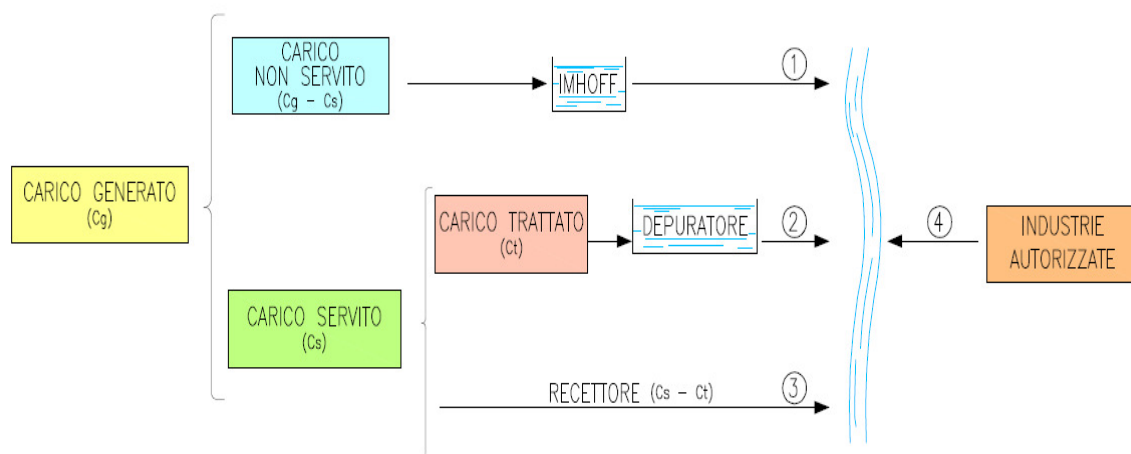 CARICO
NON SERVITO
(Cg - Cs)
IMHOFF
1
CARICO GENERATO
(Cg)
CARICO TRATTATO
(Ct)
DEPURATORE
2
4
INDUSTRIE
AUTORIZZATE
CARICO SERVITO
(Cs)
RECETTORE (Cs - Ct)
3